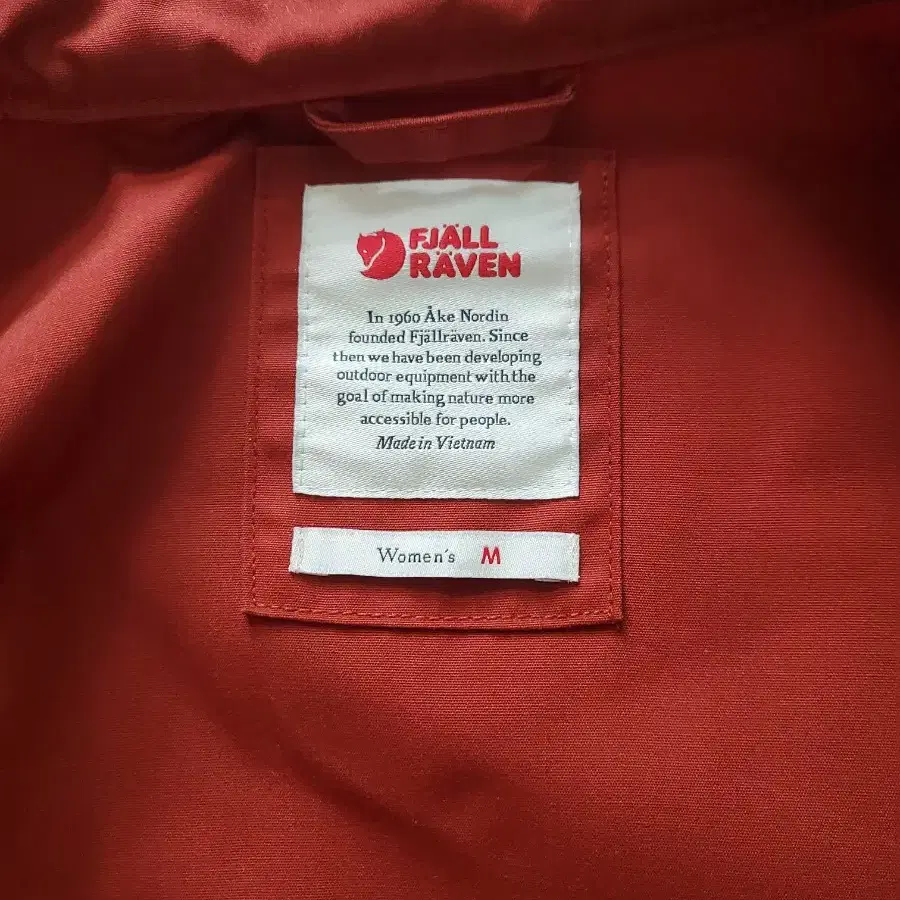 FJÄLL
RÄVEN
In 1960 Åke Nordin
founded Fjällräven. Since
then we have been developing
outdoor equipment with the
goal of making nature more
accessible for people.
Made in Vietnam
Women's M